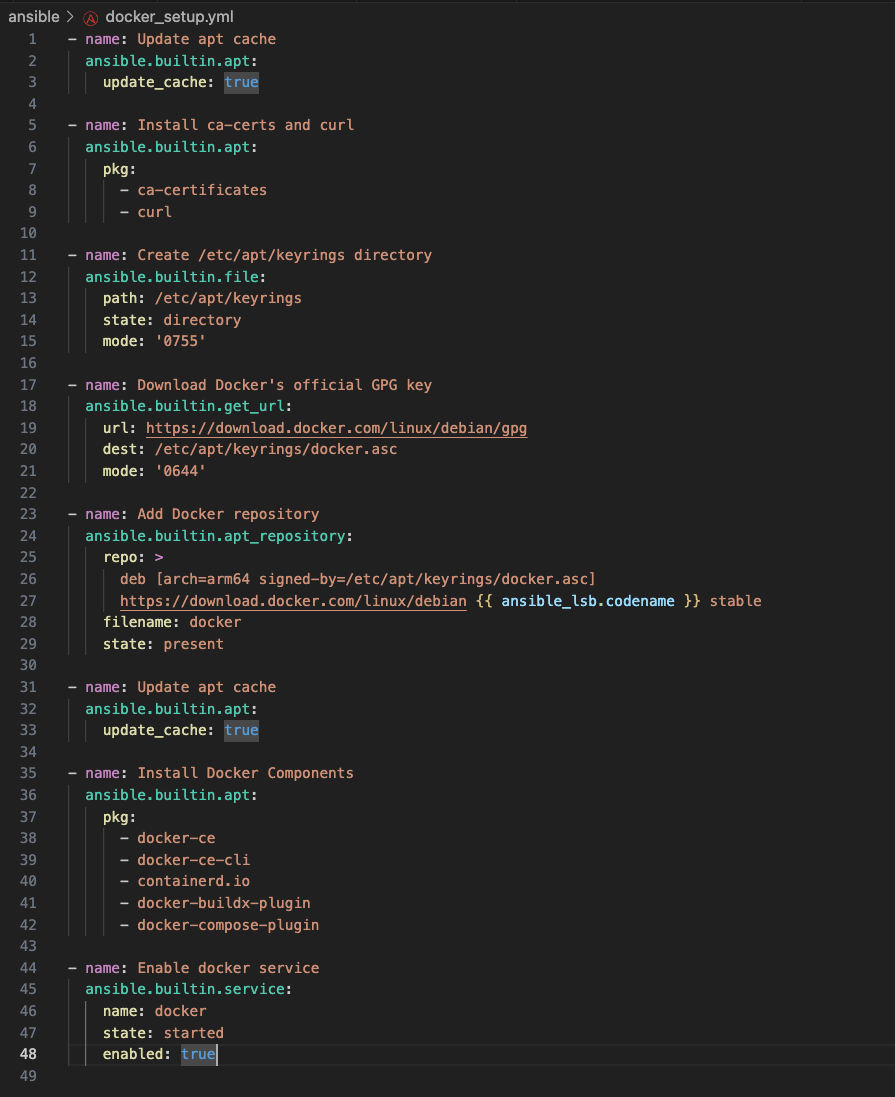 ansible > docker_setup.yml
1 - name: Update apt cache
2 ansible.builtin.apt:
3 update_cache: true
4
5 - name: Install ca-certs and curl
6 ansible.builtin.apt:
7 pkg:
8 - ca-certificates
9 - curl
10
11 - name: Create /etc/apt/keyrings directory
12 ansible.builtin.file:
13 path: /etc/apt/keyrings
14 state: directory
15 mode: '0755'
16
17 - name: Download Docker's official GPG key
18 ansible.builtin.get_url:
19 url: https://download.docker.com/linux/debian/gpg
20 dest: /etc/apt/keyrings/docker.asc
21 mode: '0644'
22
23 - name: Add Docker repository
24 ansible.builtin.apt_repository:
25 repo: >
26 deb [arch=arm64 signed-by=/etc/apt/keyrings/docker.asc]
27 https://download.docker.com/linux/debian {{ ansible_lsb.codename }} stable
28 filename: docker
29 state: present
30
31 - name: Update apt cache
32 ansible.builtin.apt:
33 update_cache: true
34
35 - name: Install Docker Components
36 ansible.builtin.apt:
37 pkg:
38 - docker-ce
39 - docker-ce-cli
40 - containerd.io
41 - docker-buildx-plugin
42 - docker-compose-plugin
43
44 - name: Enable docker service
45 ansible.builtin.service:
46 name: docker
47 state: started
48 enabled: true
49